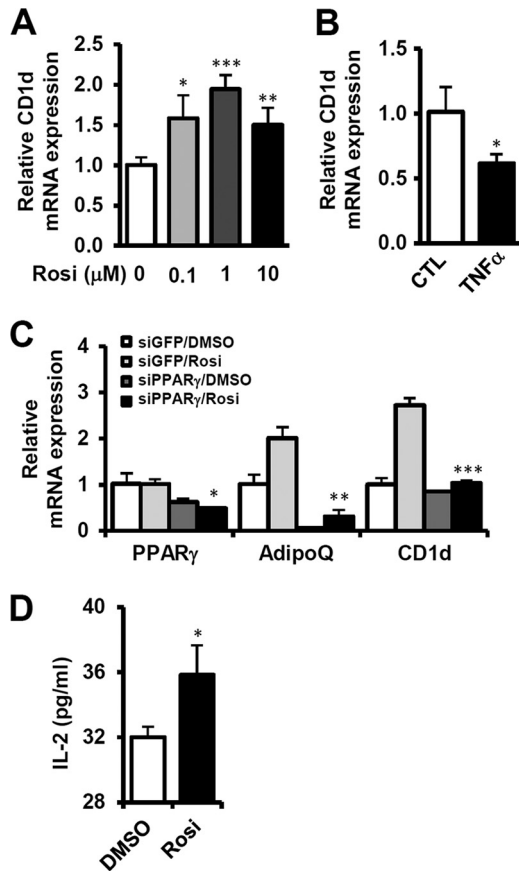 A
Relative CD1d
mRNA expression
2.5
2.0
1.5
1.0
0.5
0.0
*
***
**
Rosi (μM) 0 0.1 1 10
B
Relative CD1d
mRNA expression
1.5
1.0
0.5
0.0
*
CTL
TNFα
C
siGFP/DMSO
siGFP/Rosi
siPPARγ/DMSO
siPPARγ/Rosi
Relative
mRNA expression
4
3
2
1
0
*
**
***
PPARγ AdipoQ CD1d
D
IL-2 (pg/ml)
40
36
32
28
*
DMSO
Rosi